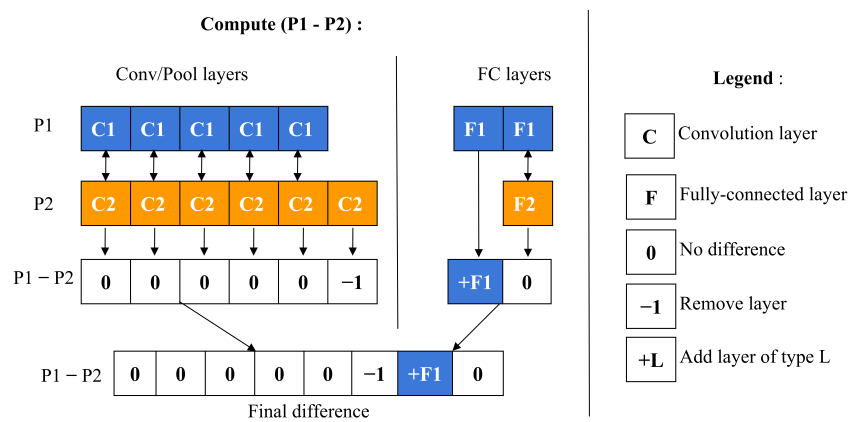 Compute (P1 - P2) :
Conv/Pool layers
FC layers
Legend :
P1
C1 C1 C1 C1 C1
F1 F1
C Convolution layer
P2
C2 C2 C2 C2 C2 C2
F2
F Fully-connected layer
P1 − P2
0 0 0 0 0 −1
+F1 0
0 No difference
−1 Remove layer
P1 − P2
0 0 0 0 0 −1 +F1 0
+L Add layer of type L
Final difference